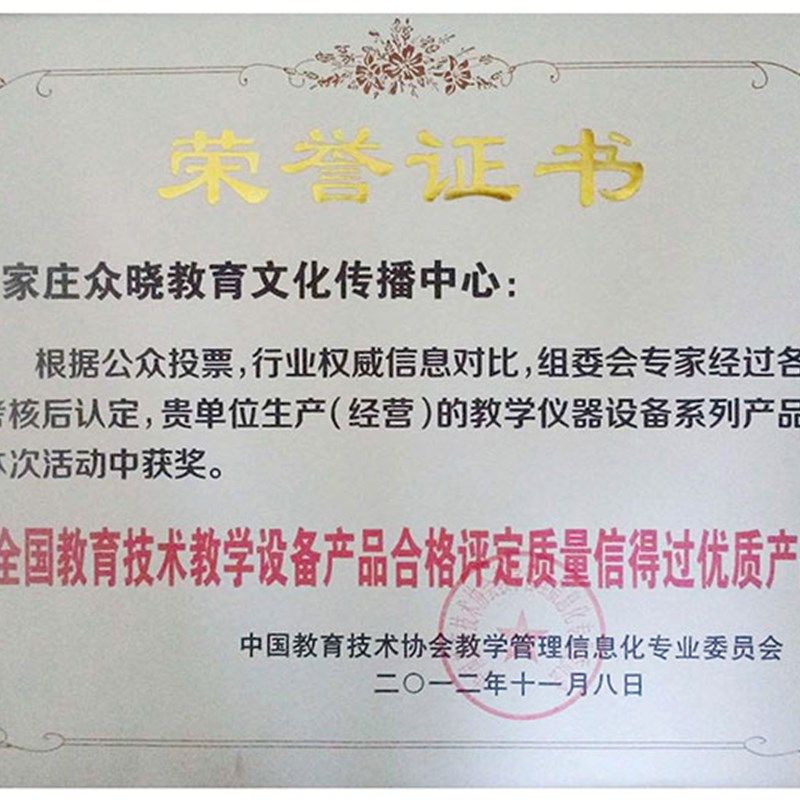 荣誉证书
家庄众晓教育文化传播中心：
根据公众投票，行业权威信息对比，组委会专家经过各
考核后认定，贵单位生产（经营）的教学仪器设备系列产品
本次活动中获奖。
全国教育技术教学设备产品合格评定质量信得过优质产
中国教育技术协会教学管理信息化专业委员会
二〇一二年十一月八日